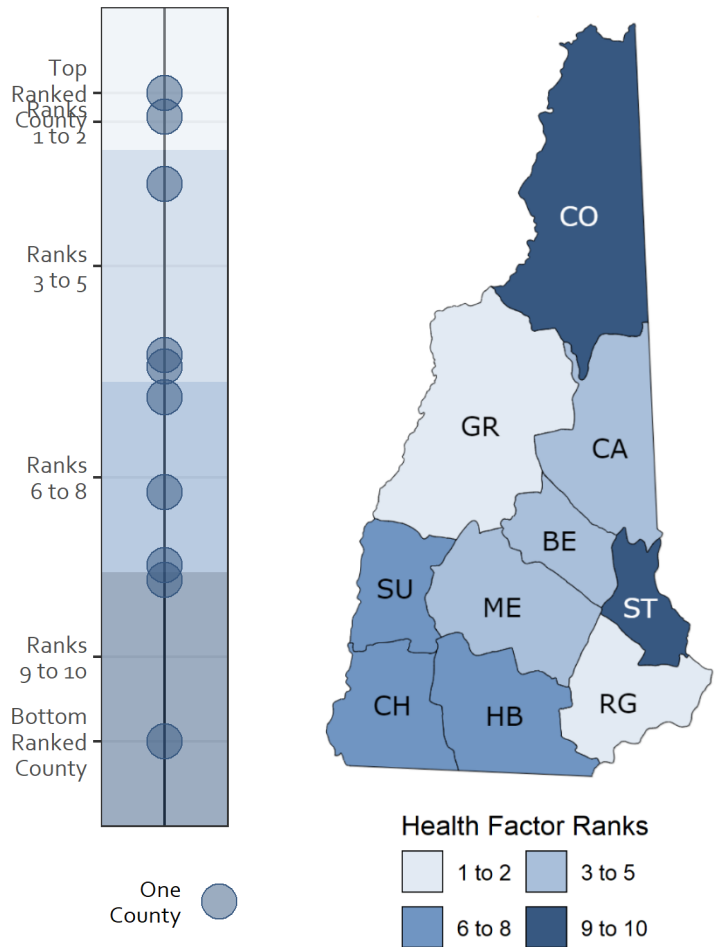 Top
Ranked
County
Ranks
1 to 2
Ranks
3 to 5
Ranks
6 to 8
Ranks
9 to 10
Bottom
Ranked
County
One
County
CO
GR
CA
BE
SU
ME
ST
CH
HB
RG
Health Factor Ranks
1 to 2
3 to 5
6 to 8
9 to 10